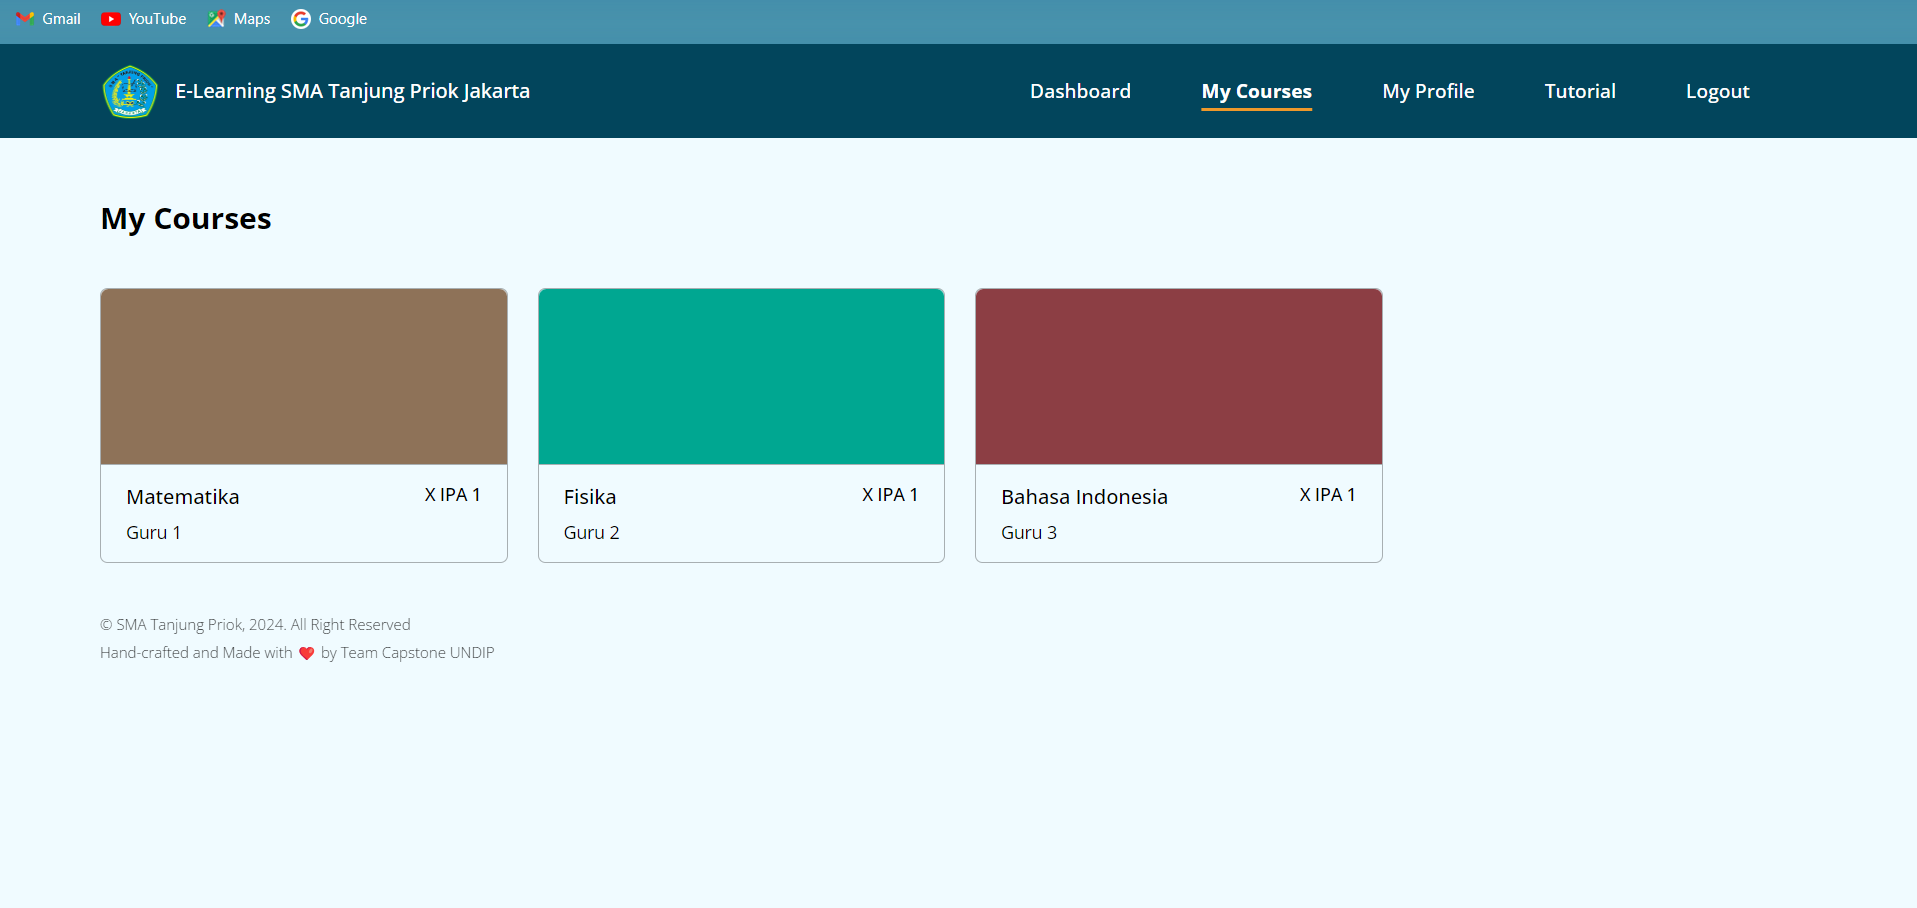 Gmail YouTube Maps Google
E-Learning SMA Tanjung Priok Jakarta
Dashboard My Courses My Profile Tutorial Logout
My Courses
Matematika X IPA 1
Guru 1
Fisika X IPA 1
Guru 2
Bahasa Indonesia X IPA 1
Guru 3
© SMA Tanjung Priok, 2024. All Right Reserved
Hand-crafted and Made with ❤️ by Team Capstone UNDIP